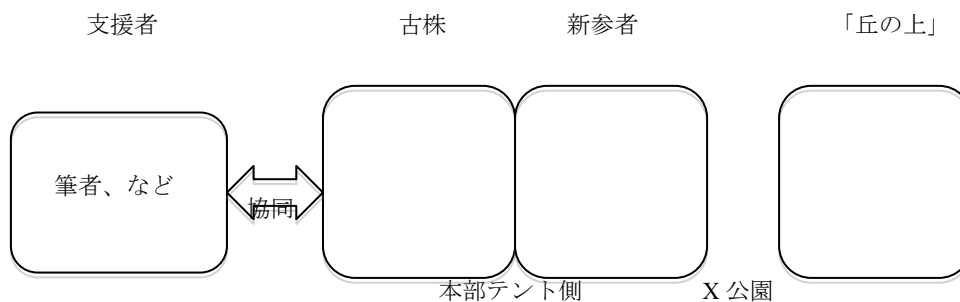 支援者 古株 新参者 「丘の上」
筆者、など
協同
本部テント側 X 公園